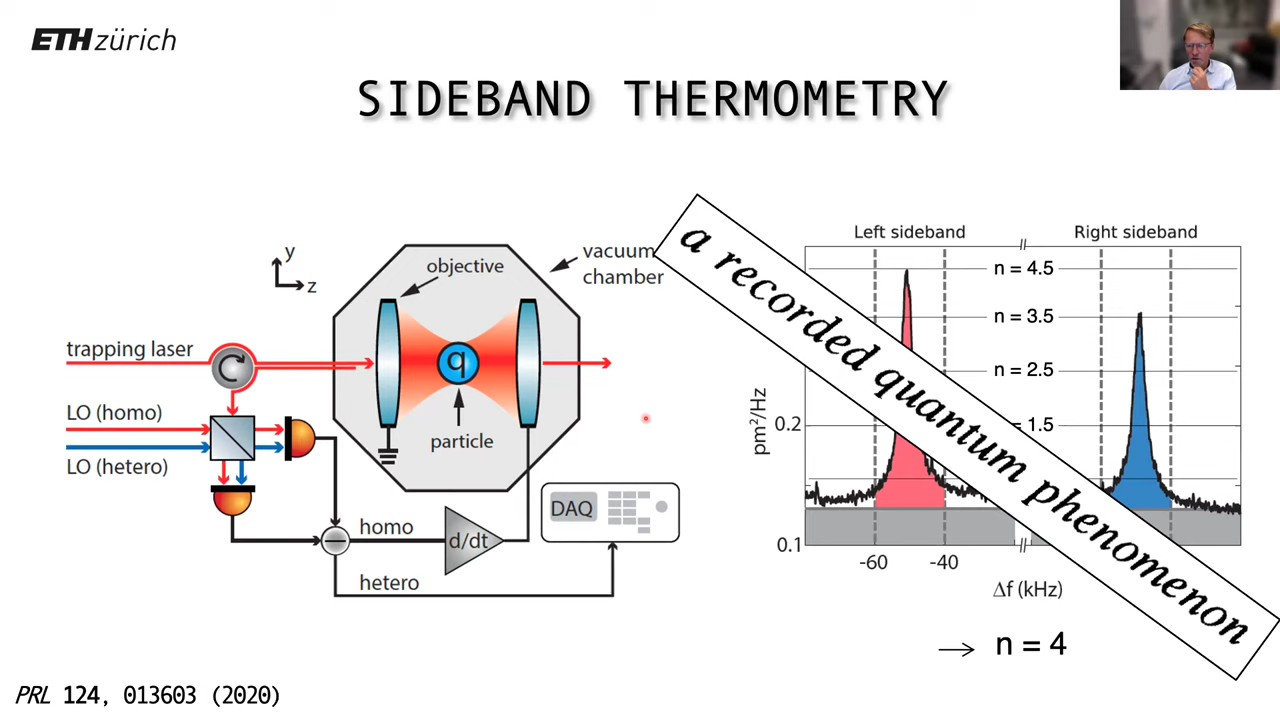 ETH zürich
SIDEBAND THERMOMETRY
y
z
objective
vacuum
chamber
trapping laser
q
LO (homo)
LO (hetero)
particle
DAQ
homo
d/dt
hetero
Left sideband
Right sideband
n = 4.5
n = 3.5
n = 2.5
= 1.5
pm²/Hz
0.2
0.1
-60
-40
Δf (kHz)
a recorded quantum phenomenon
→ n = 4
PRL 124, 013603 (2020)